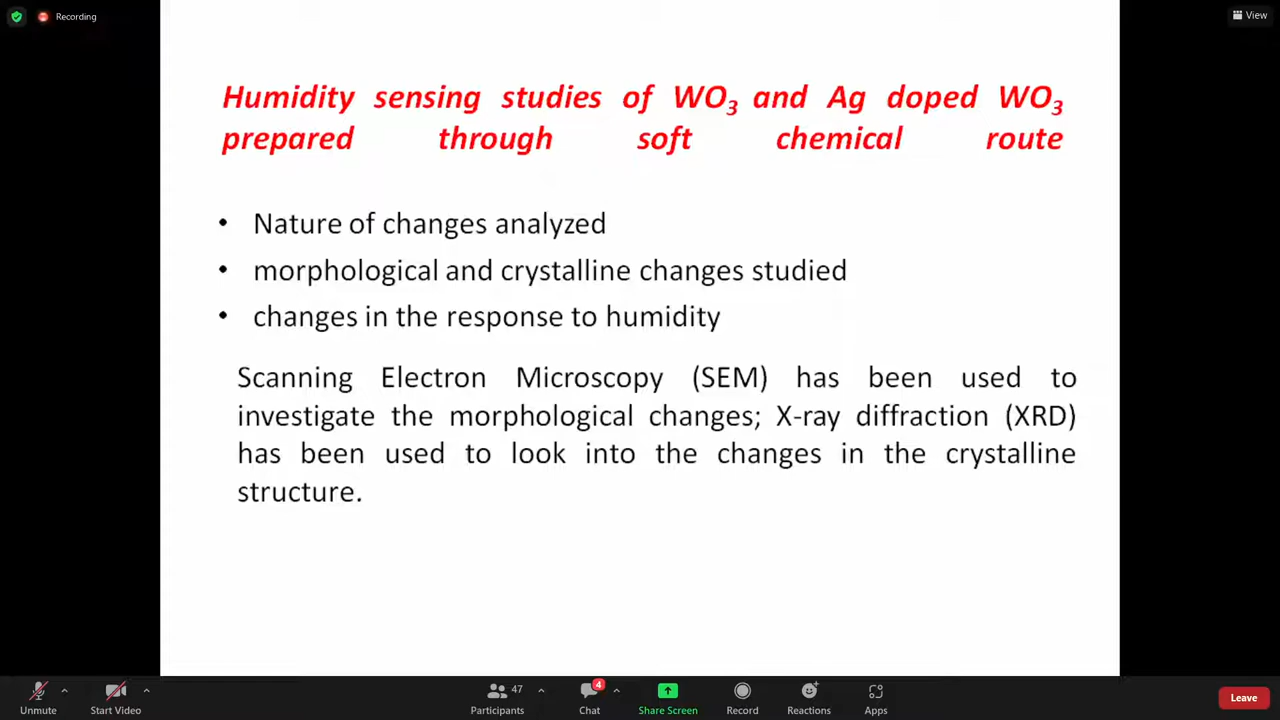 Recording
View
Humidity sensing studies of WO₃ and Ag doped WO₃
prepared through soft chemical route
• Nature of changes analyzed
• morphological and crystalline changes studied
• changes in the response to humidity
Scanning Electron Microscopy (SEM) has been used to
investigate the morphological changes; X-ray diffraction (XRD)
has been used to look into the changes in the crystalline
structure.
47
4
Unmute
Start Video
Participants
Chat
Share Screen
Record
Reactions
Apps
Leave